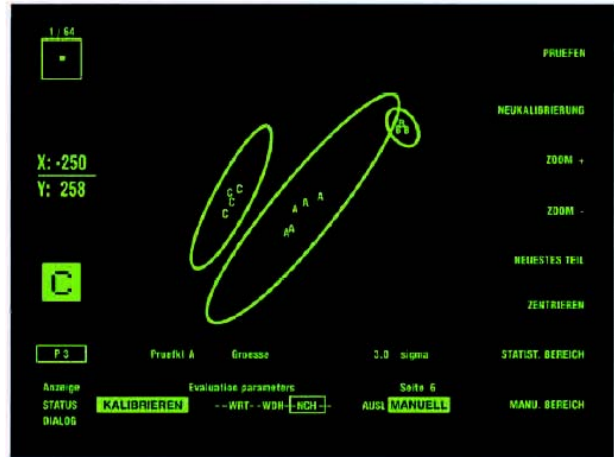 1 / 64
PRUEFEN
NEUKALIBRIERUNG
X: -250
Y: 258
ZOOM +
ZOOM -
C C
C
C
A A A
A A
B
B B
NEUESTES TEIL
C
ZENTRIEREN
P 3 Pruefkl A Groesse 3.0 sigma STATIST. BEREICH
Anzeige Evaluation parameters Seite 6
STATUS KALIBRIEREN --WRT--WDH--NCH-- AUSL MANUELL MANU. BEREICH
DIALOG